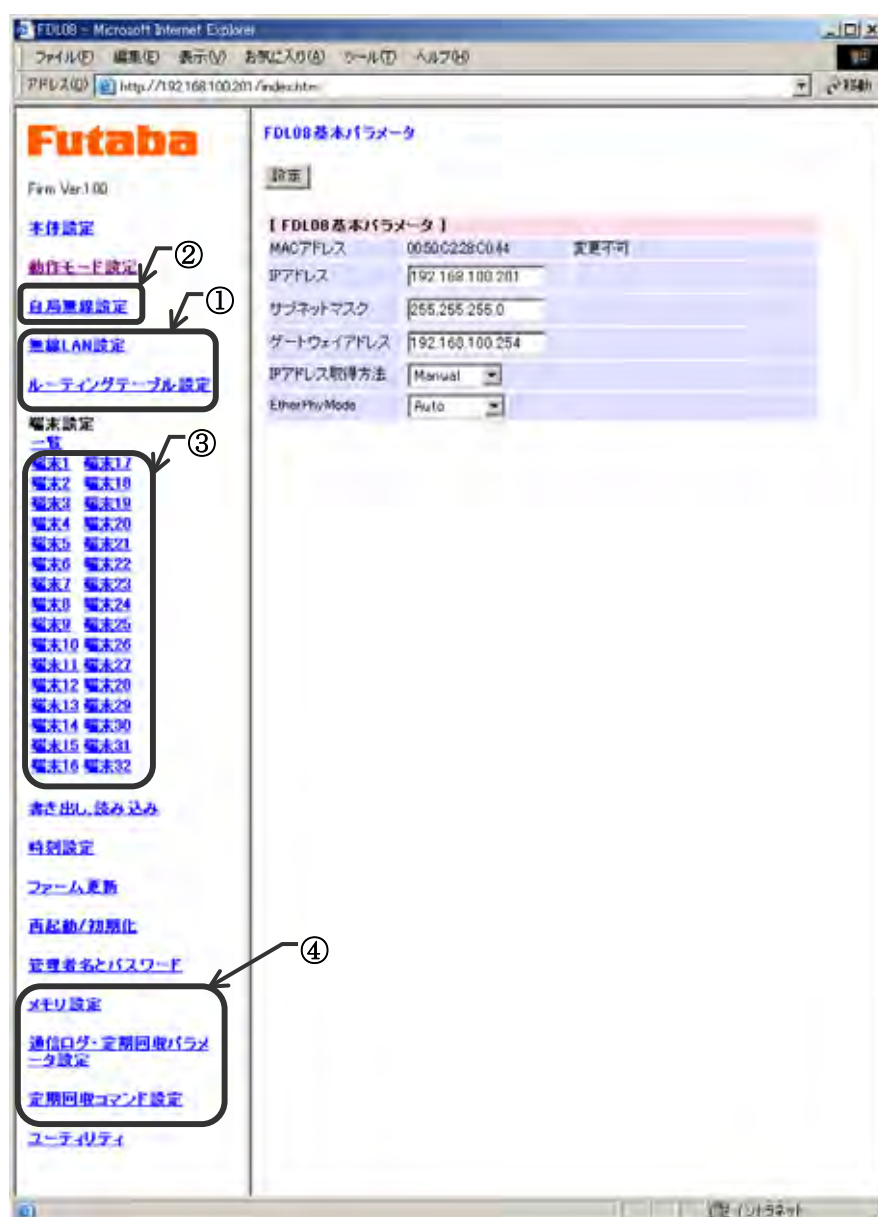 FDL08 - Microsoft Internet Explorer
ファイル(F) 編集(E) 表示(V) お気に入り(A) ツール(T) ヘルプ(H)
アドレス(D) http://192.168.100.201/index.htm 移動
Futaba
Firm Ver.1.00
本体設定
動作モード設定
②
自局無線設定
①
無線LAN設定
ルーティングテーブル設定
端末設定
一覧
③
端末1 端末17
端末2 端末18
端末3 端末19
端末4 端末20
端末5 端末21
端末6 端末22
端末7 端末23
端末8 端末24
端末9 端末25
端末10 端末26
端末11 端末27
端末12 端末28
端末13 端末29
端末14 端末30
端末15 端末31
端末16 端末32
書き出し、読み込み
時刻設定
ファーム更新
再起動/初期化
管理者名とパスワード
④
メモリ設定
通信ログ・定期回収パラメ
ータ設定
定期回収コマンド設定
ユーティリティ
FDL08基本パラメータ
設定
【 FDL08基本パラメータ 】
MACアドレス 0050C228C044 変更不可
IPアドレス 192.168.100.201
サブネットマスク 255.255.255.0
ゲートウェイアドレス 192.168.100.254
IPアドレス取得方法 Manual
EtherPhyMode Auto
イントラネット